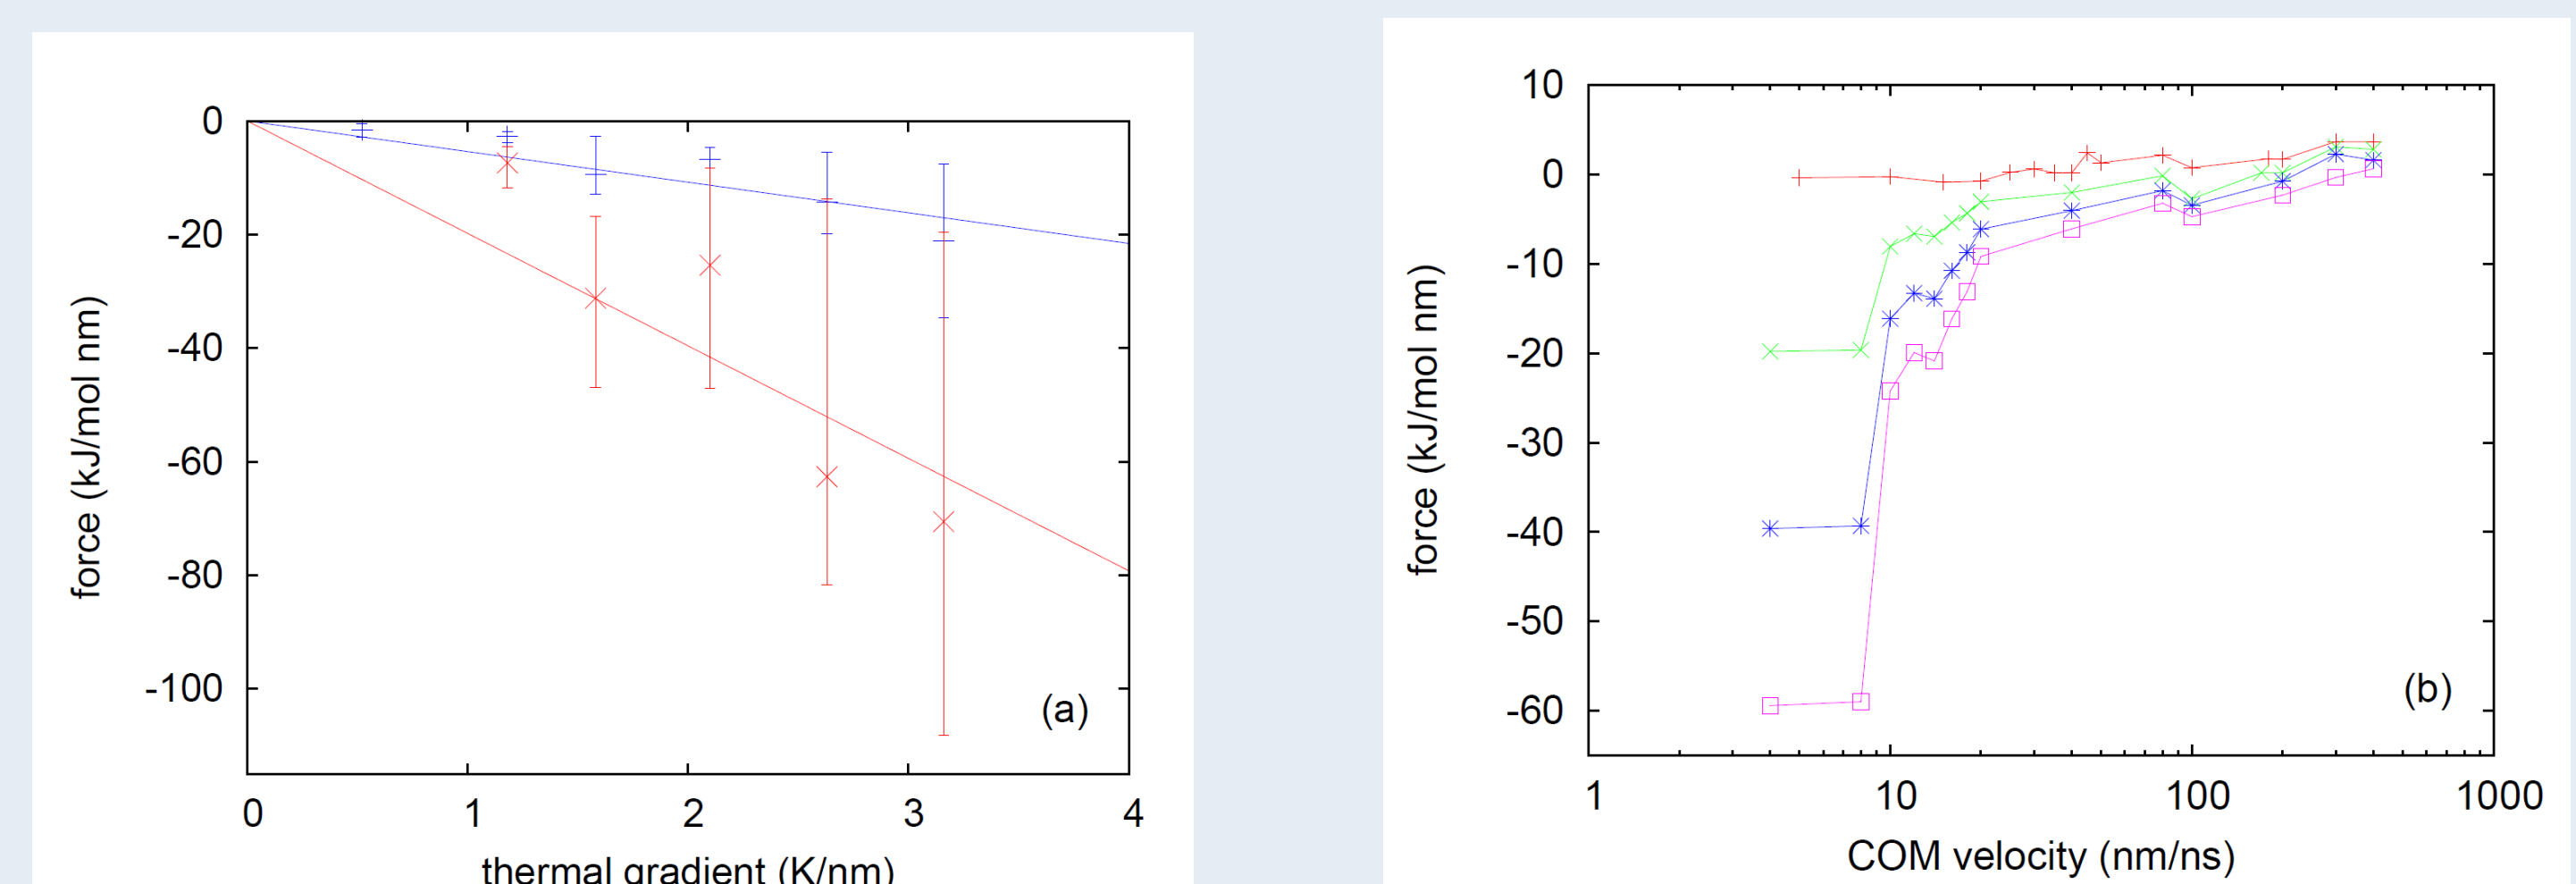 0
-20
-40
-60
-80
-100
force (kJ/mol nm)
(a)
0 1 2 3 4
thermal gradient (K/nm)
10
0
-10
-20
-30
-40
-50
-60
force (kJ/mol nm)
(b)
1 10 100 1000
COM velocity (nm/ns)